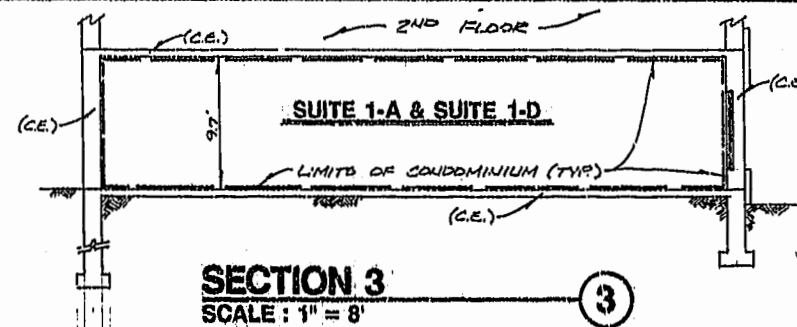 2ND FLOOR
(C.E.)
(C.E.)
(C.E.
9.7'
SUITE 1-A & SUITE 1-D
LIMITS OF CONDOMINIUM (TYP.)
(C.E.)
SECTION 3
3
SCALE : 1" = 8'